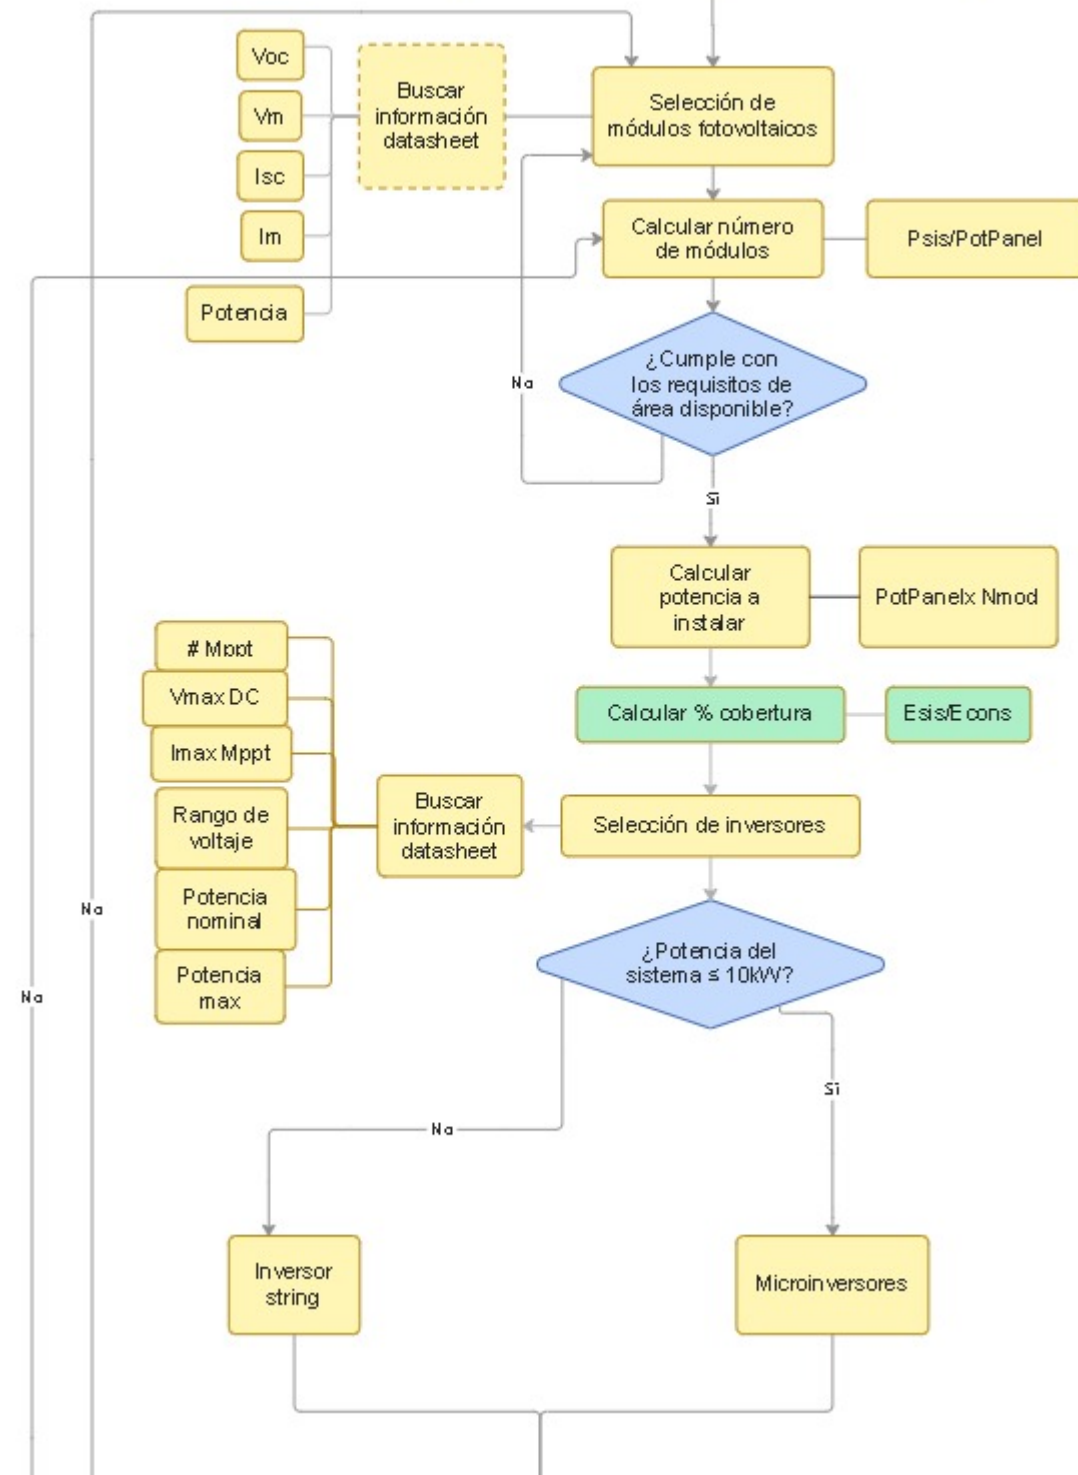 Voc
Vm
Isc
Im
Potencia
Buscar
información
datasheet
Selección de
módulos fotovoltaicos
Calcular número
de módulos
Psis/PotPanel
¿Cumple con
los requisitos de
área disponible?
No
Si
Calcular
potencia a
instalar
PotPanelx Nmod
Calcular % cobertura
Esis/Econs
# Mppt
Vmax DC
Imax Mppt
Rango de
voltaje
Potencia
nominal
Potencia
max
Buscar
información
datasheet
Selección de inversores
¿Potencia del
sistema ≤ 10kW?
No
No
No
Si
Inversor
string
Microinversores